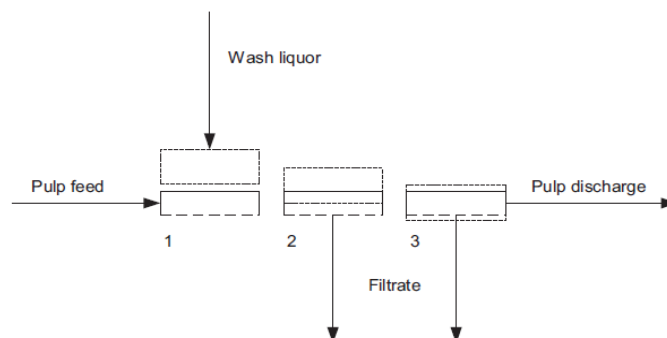 Wash liquor
Pulp feed
Pulp discharge
1
2
3
Filtrate